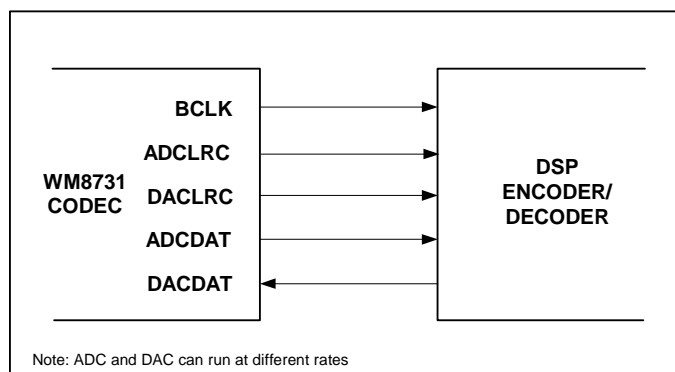 BCLK
ADCLRC
WM8731
CODEC
DACLRC
ADCDAT
DACDAT
DSP
ENCODER/
DECODER
Note: ADC and DAC can run at different rates